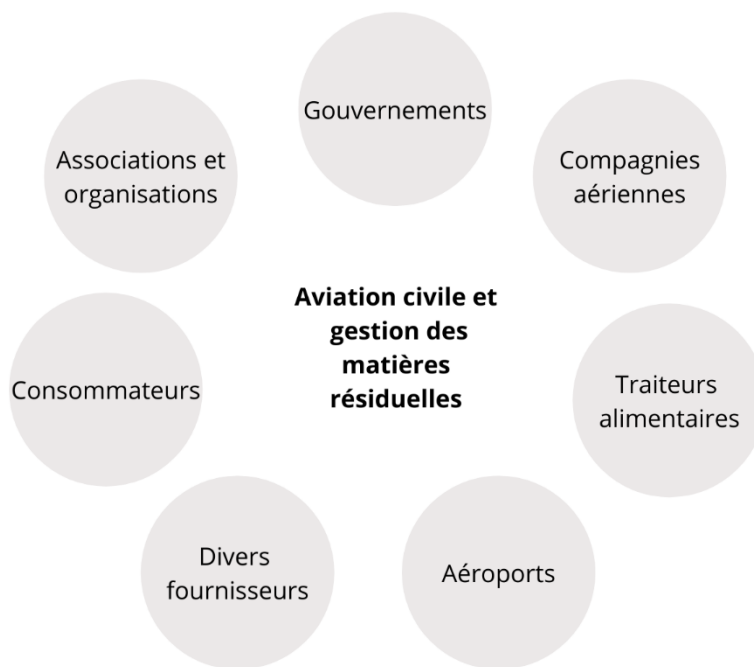 Gouvernements
Associations et
organisations
Compagnies
aériennes
Aviation civile et
gestion des
matières
résiduelles
Consommateurs
Traiteurs
alimentaires
Divers
fournisseurs
Aéroports